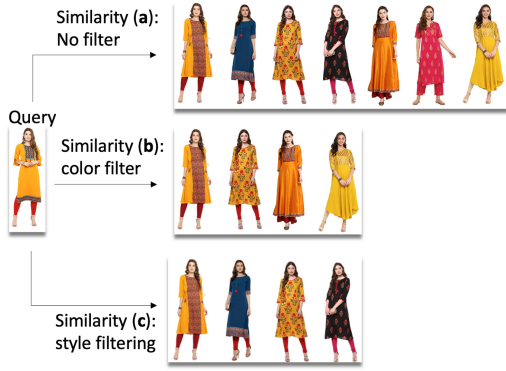 Similarity (a):
No filter
Query
Similarity (b):
color filter
Similarity (c):
style filtering